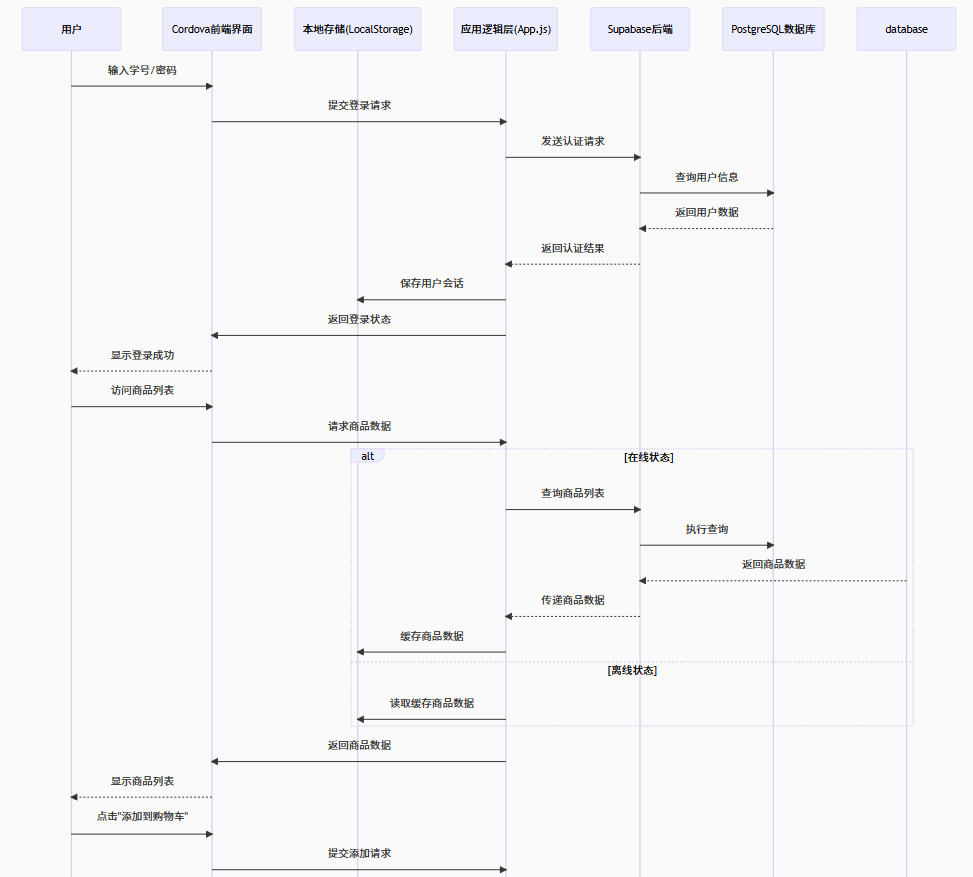 用户
Cordova前端界面
本地存储(LocalStorage)
应用逻辑层(App.js)
Supabase后端
PostgreSQL数据库
database
输入学号/密码
提交登录请求
发送认证请求
查询用户信息
返回用户数据
返回认证结果
保存用户会话
返回登录状态
显示登录成功
访问商品列表
请求商品数据
alt
[在线状态]
查询商品列表
执行查询
返回商品数据
传递商品数据
缓存商品数据
[离线状态]
读取缓存商品数据
返回商品数据
显示商品列表
点击"添加到购物车"
提交添加请求